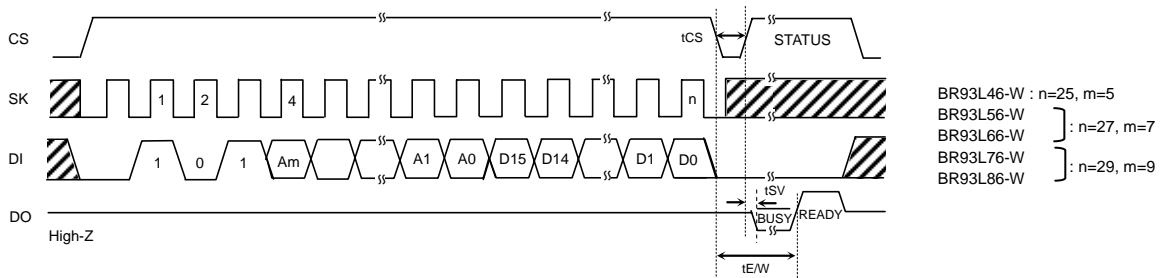 CS
tCS
STATUS
SK
1
2
4
n
BR93L46-W : n=25, m=5
BR93L56-W
BR93L66-W
: n=27, m=7
BR93L76-W
BR93L86-W
: n=29, m=9
DI
1
0
1
Am
A1
A0
D15
D14
D1
D0
tSV
DO
BUSY
READY
High-Z
tE/W